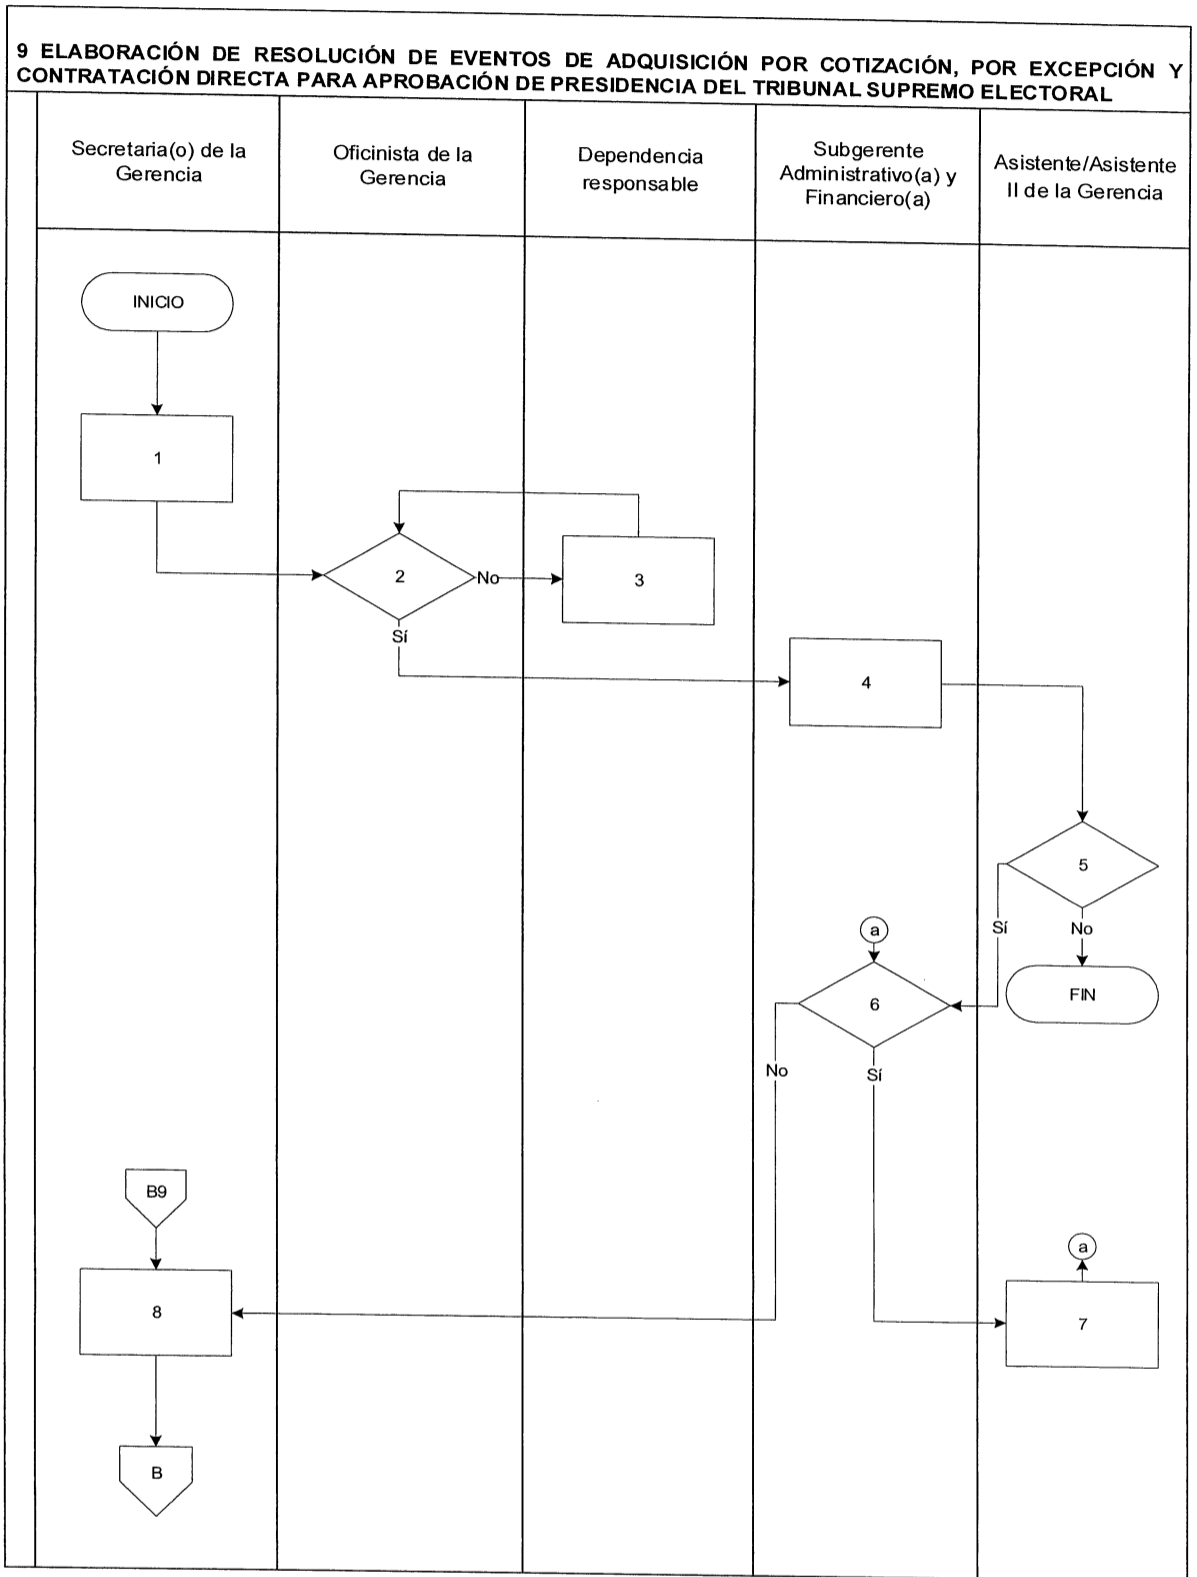 9 ELABORACIÓN DE RESOLUCIÓN DE EVENTOS DE ADQUISICIÓN POR COTIZACIÓN, POR EXCEPCIÓN Y
CONTRATACIÓN DIRECTA PARA APROBACIÓN DE PRESIDENCIA DEL TRIBUNAL SUPREMO ELECTORAL
Secretaria(o) de la
Gerencia
Oficinista de la
Gerencia
Dependencia
responsable
Subgerente
Administrativo(a) y
Financiero(a)
Asistente/Asistente
II de la Gerencia
INICIO
1
2
No
3
Sí
4
5
Sí
No
a
6
FIN
No
Sí
B9
a
8
7
B